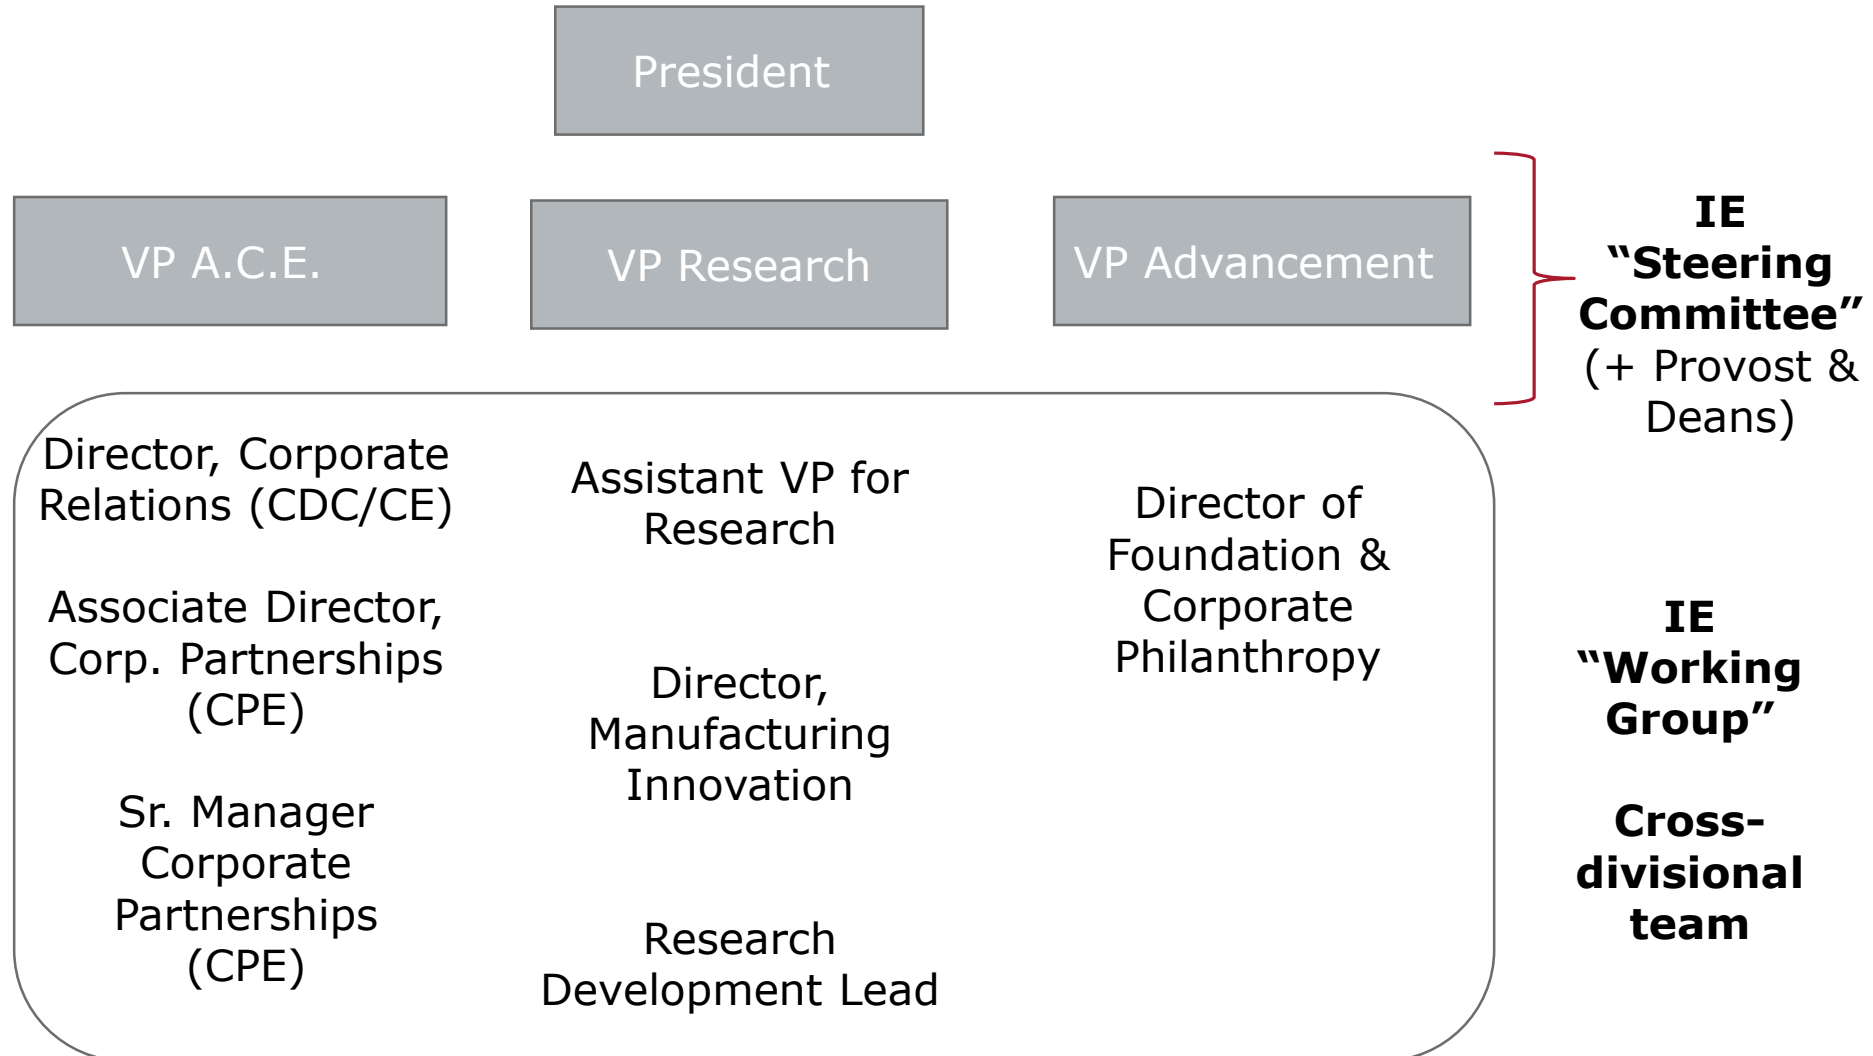 President
VP A.C.E.
VP Research
VP Advancement
IE
“Steering
Committee”
(+ Provost &
Deans)
Director, Corporate
Relations (CDC/CE)
Associate Director,
Corp. Partnerships
(CPE)
Sr. Manager
Corporate
Partnerships
(CPE)
Assistant VP for
Research
Director,
Manufacturing
Innovation
Research
Development Lead
Director of
Foundation &
Corporate
Philanthropy
IE
“Working
Group”
Cross-
divisional
team